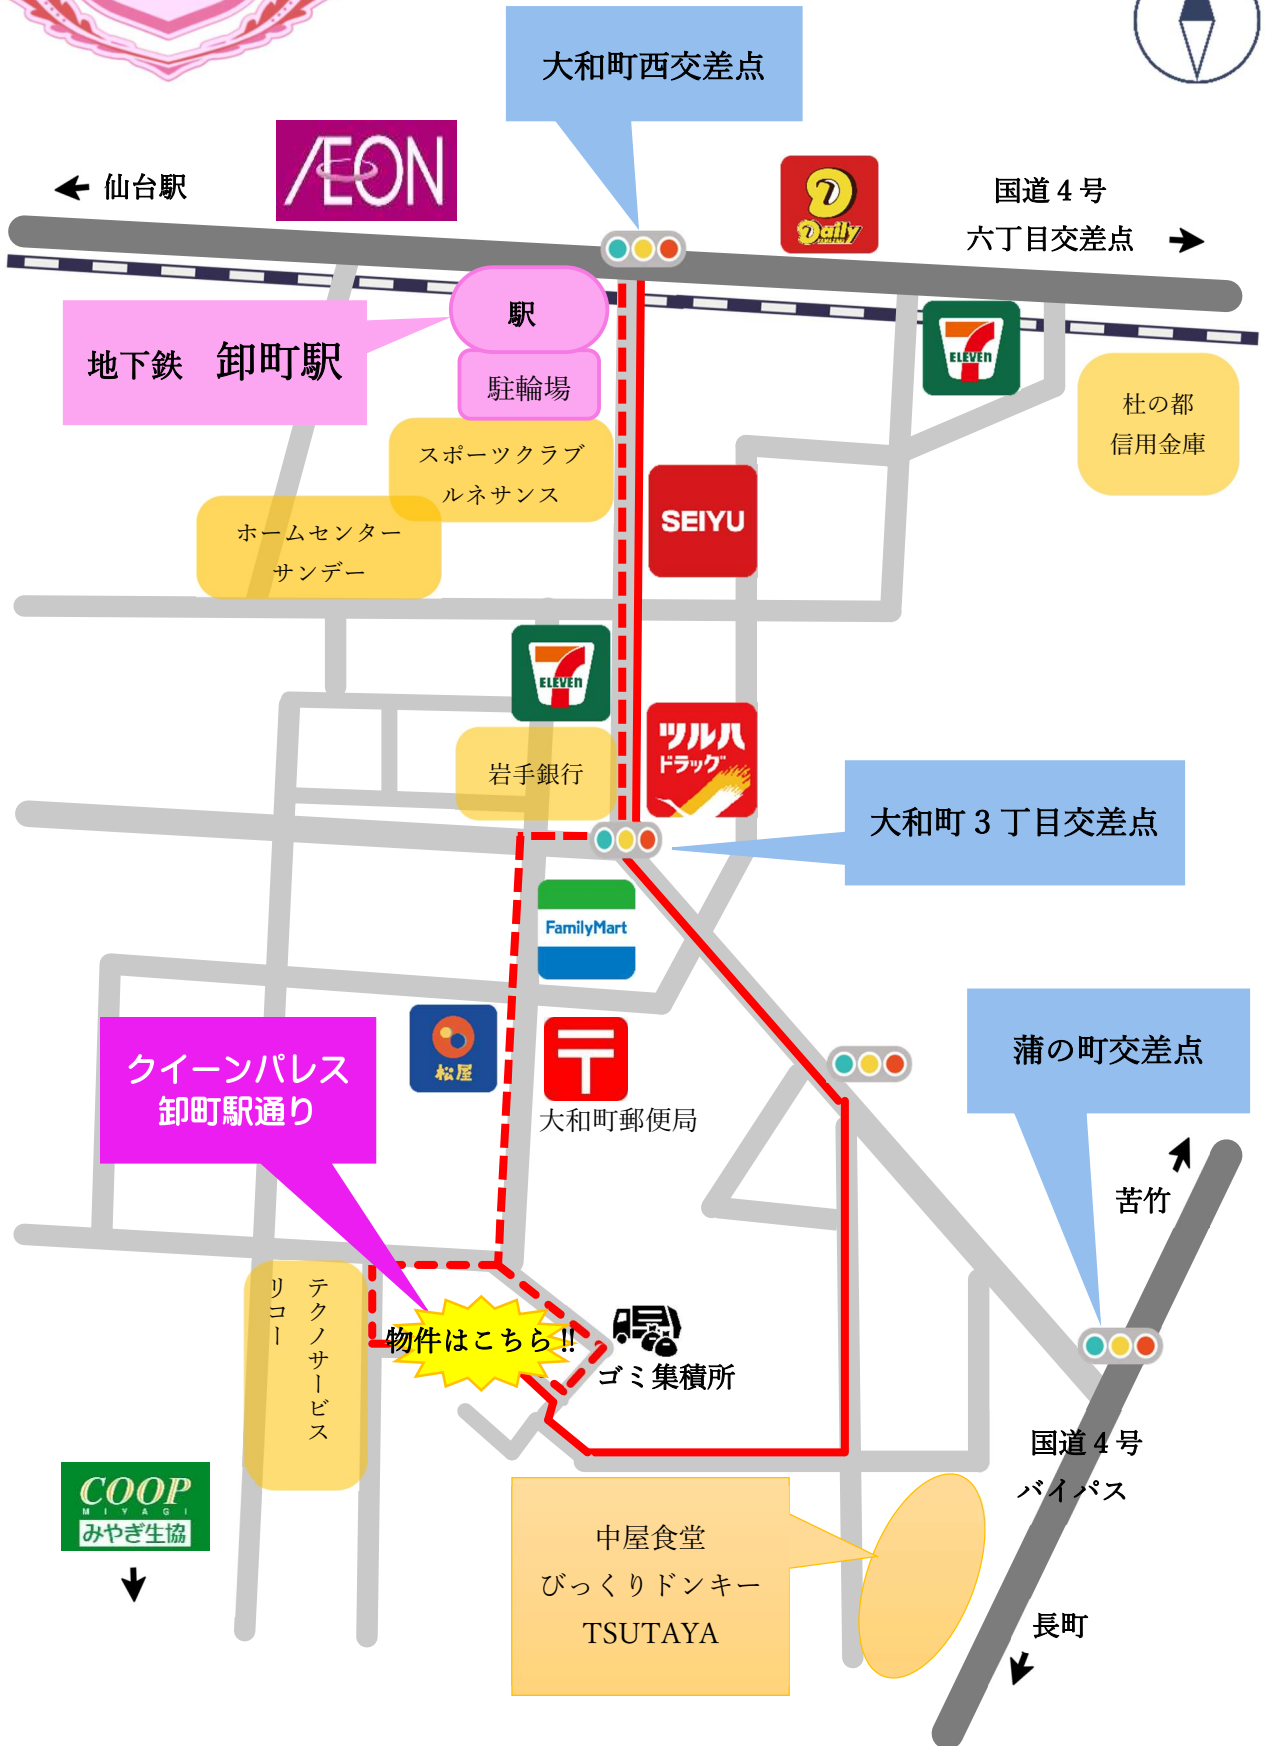 大和町西交差点
ÆON
仙台駅
Daily
国道4号
六丁目交差点
駅
地下鉄　卸町駅
駐輪場
ELEVEn
杜の都
信用金庫
スポーツクラブ
ルネサンス
SEIYU
ホームセンター
サンデー
ELEVEn
ツルハ
ドラッグ
岩手銀行
大和町3丁目交差点
FamilyMart
松屋
大和町郵便局
クイーンパレス
卸町駅通り
蒲の町交差点
苫竹
リコー
テクノサービス
物件はこちら!!
ゴミ集積所
国道4号
バイパス
COOP
MIYAGI
みやぎ生協
中屋食堂
びっくりドンキー
TSUTAYA
長町